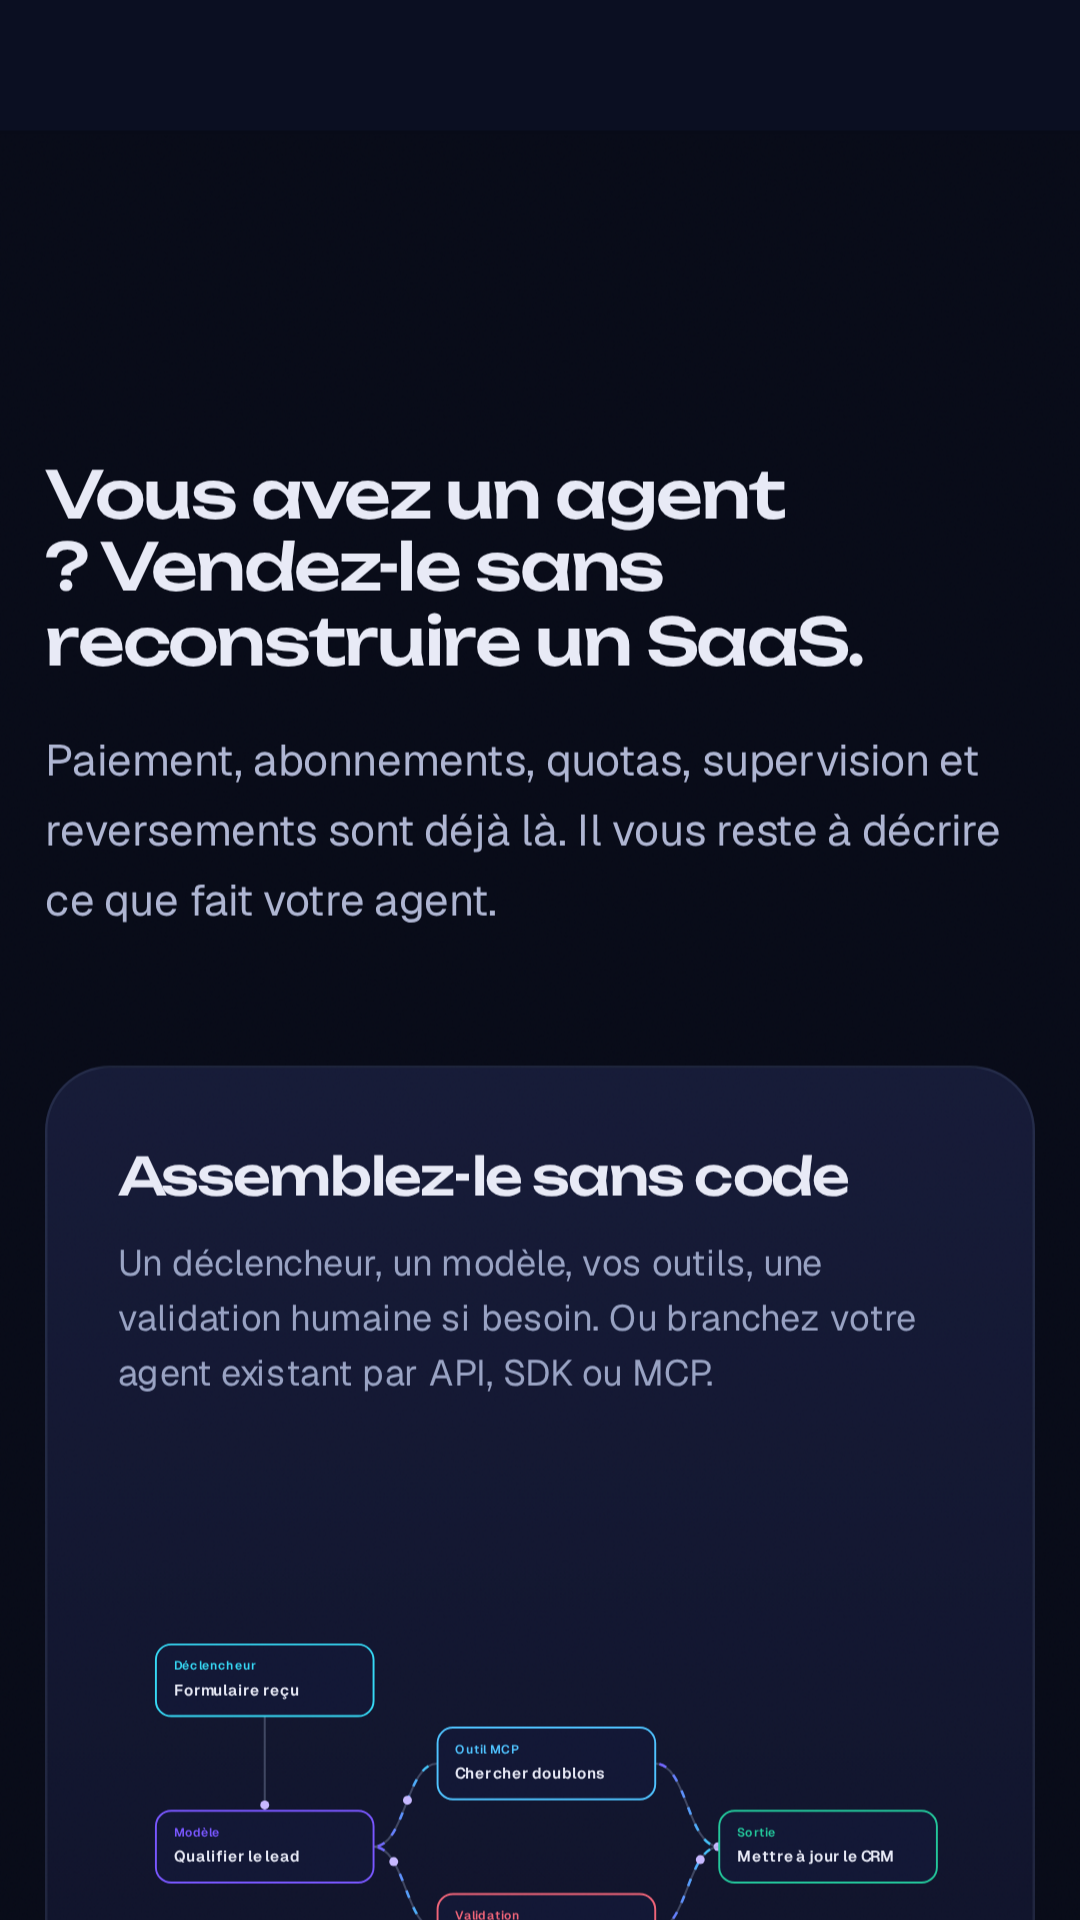 Vous avez un agent
? Vendez-le sans
reconstruire un SaaS.
Paiement, abonnements, quotas, supervision et
reversements sont déjà là. Il vous reste à décrire
ce que fait votre agent.
Assemblez-le sans code
Un déclencheur, un modèle, vos outils, une
validation humaine si besoin. Ou branchez votre
agent existant par API, SDK ou MCP.
Déclencheur
Formulaire reçu
Outil MCP
Chercher doublons
Modèle
Qualifier le lead
Sortie
Mettre à jour le CRM
Validation